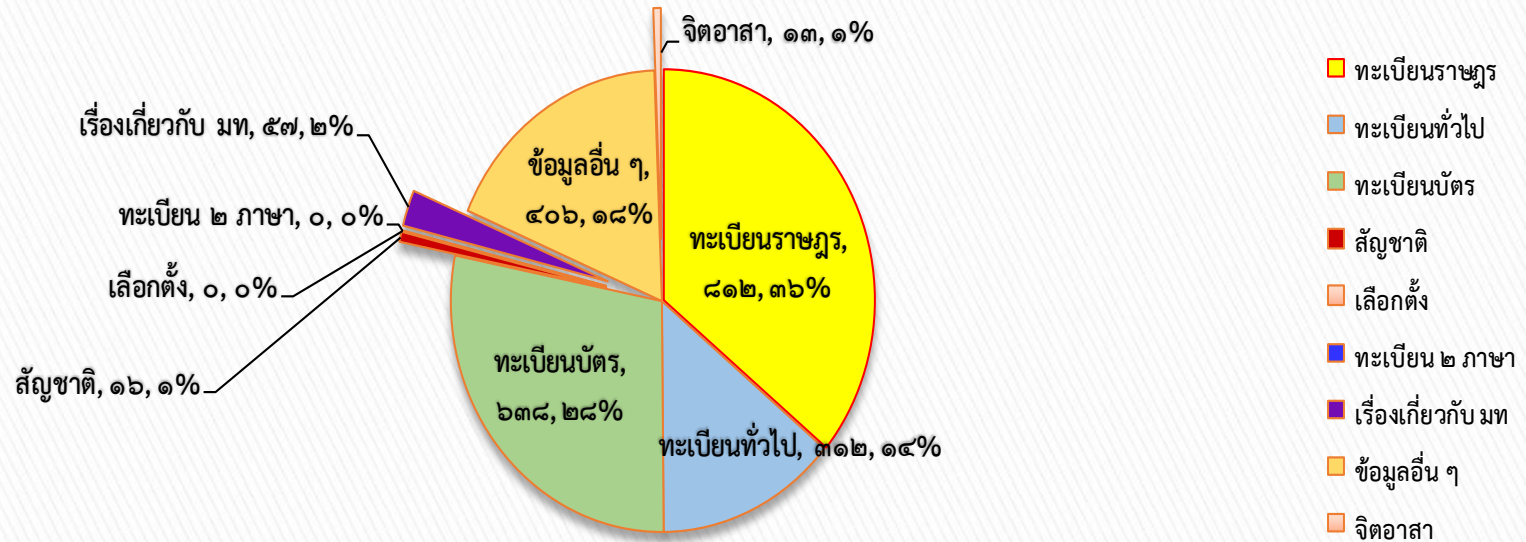 จิตอาสา, ๑๓, ๑%
เรื่องเกี่ยวกับ มท, ๕๗, ๒%
ทะเบียน ๒ ภาษา, ๐, ๐%
เลือกตั้ง, ๐, ๐%
สัญชาติ, ๑๖, ๑%
ข้อมูลอื่น ๆ,
๔๐๖, ๑๘%
ทะเบียนราษฎร,
๘๑๒, ๓๖%
ทะเบียนบัตร,
๖๓๘, ๒๘%
ทะเบียนทั่วไป, ๓๑๒, ๑๔%
ทะเบียนราษฎร
ทะเบียนทั่วไป
ทะเบียนบัตร
สัญชาติ
เลือกตั้ง
ทะเบียน ๒ ภาษา
เรื่องเกี่ยวกับ มท
ข้อมูลอื่น ๆ
จิตอาสา